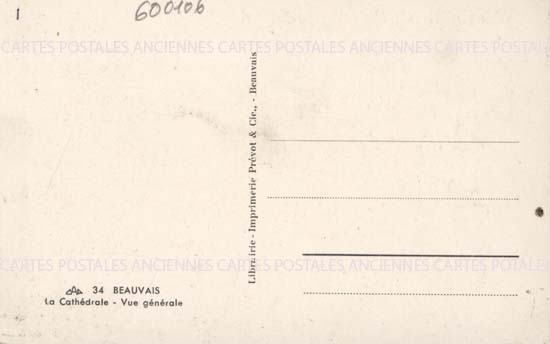 1
600106
CARTES POSTALES ANCIENNES CARTES POSTALES ANCIENNES CARTES POSTALES
Librairie - Imprimerie Prévot & Cie., - Beauvais
CARTES POSTALES ANCIENNES CARTES POSTALES ANCIENNES CARTES POSTALES
34 BEAUVAIS
La Cathédrale - Vue générale